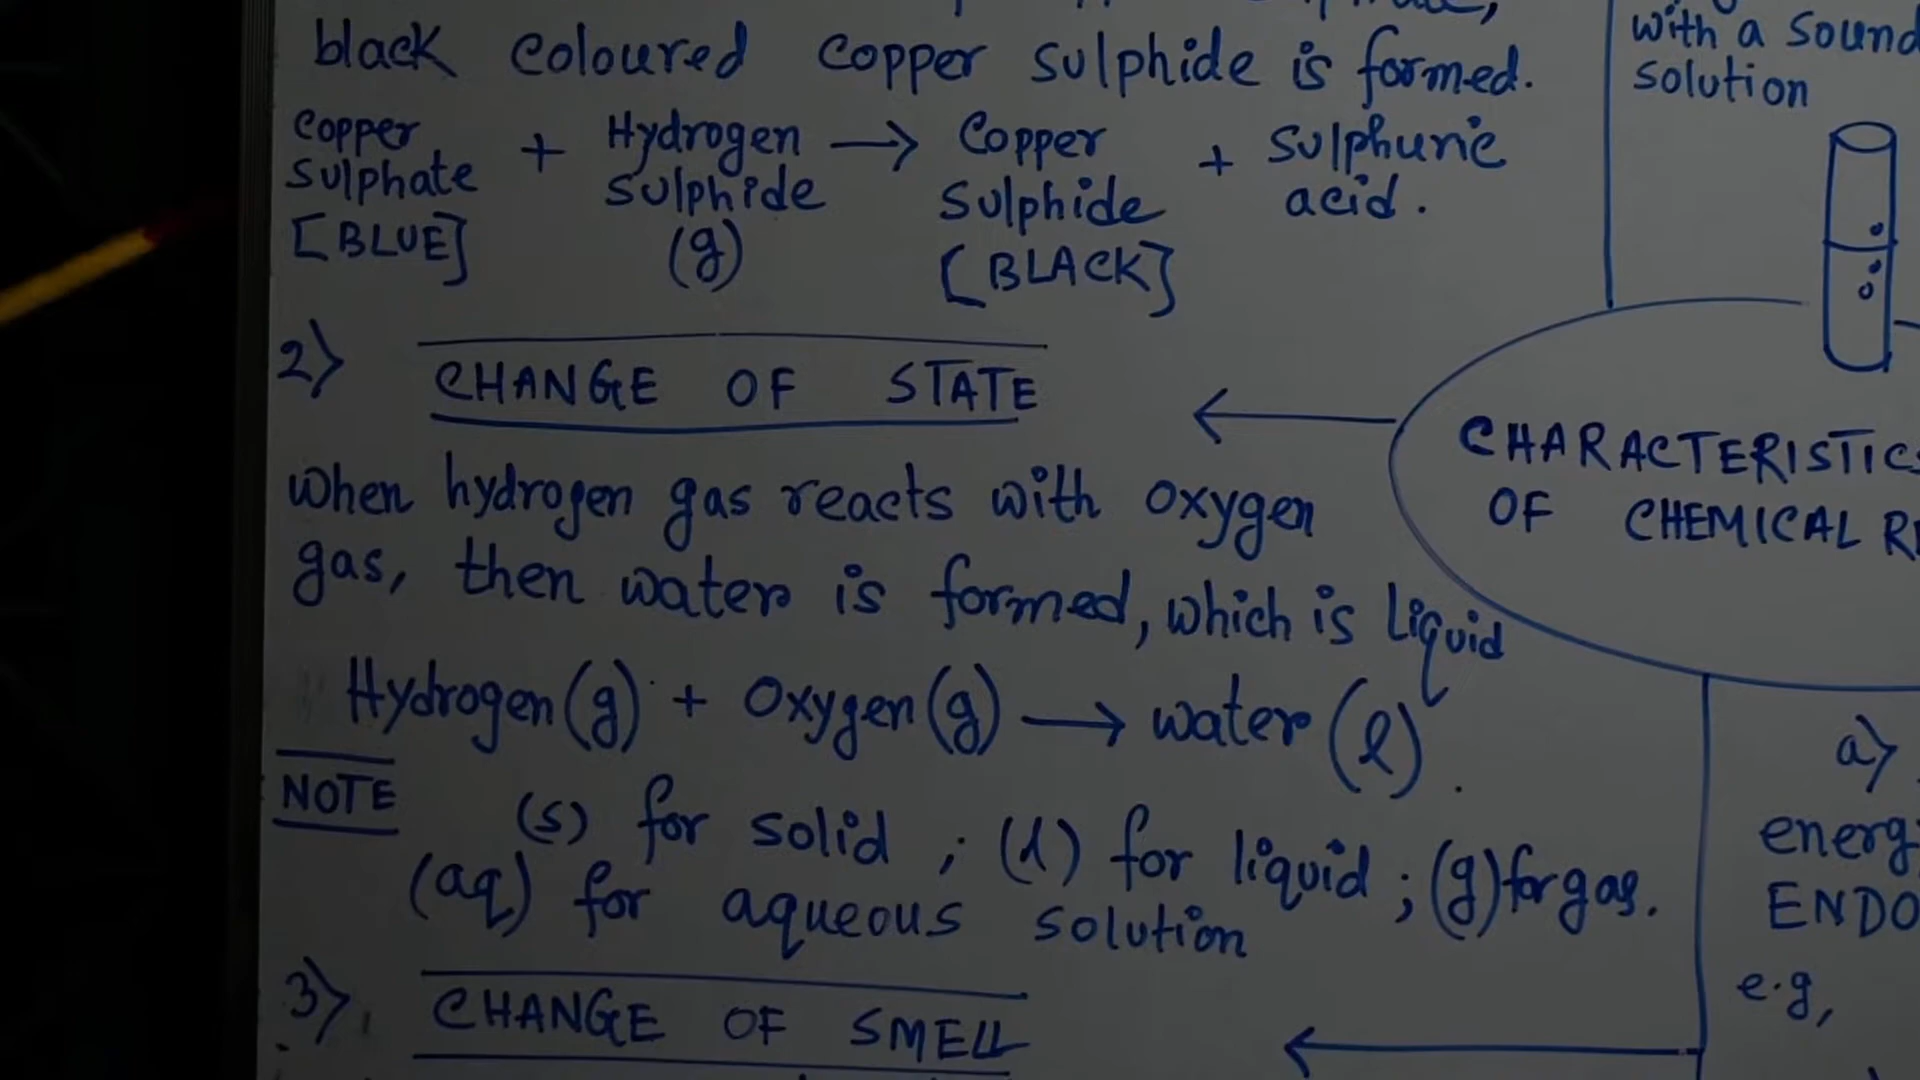 black coloured copper sulphide is formed.
Copper sulphate [BLUE] + Hydrogen sulphide (g) → Copper sulphide [BLACK] + Sulphuric acid.
2) CHANGE OF STATE
When hydrogen gas reacts with oxygen
gas, then water is formed, which is liquid
Hydrogen (g) + Oxygen (g) → water (l).
NOTE
(s) for solid ; (l) for liquid ; (g) for gas.
(aq) for aqueous solution
3) CHANGE OF SMELL
with a sound
solution
CHARACTERISTICS
OF CHEMICAL RE
a)
energ
ENDO
e.g,